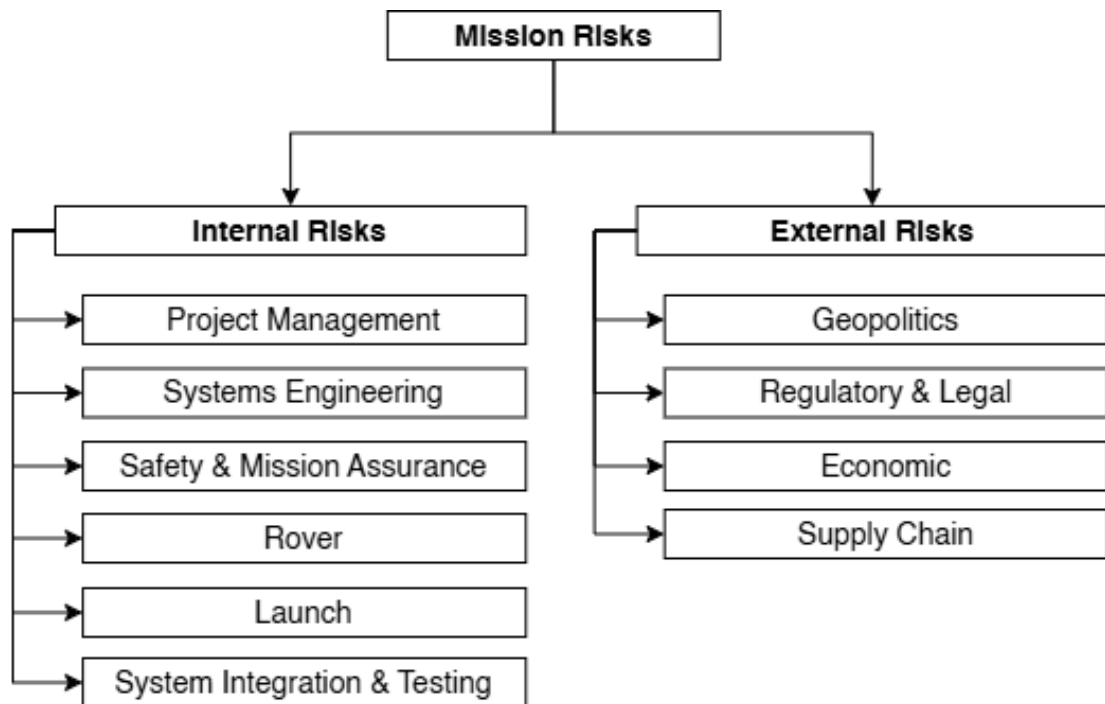 Mission Risks
Internal Risks
Project Management
Systems Engineering
Safety & Mission Assurance
Rover
Launch
System Integration & Testing
External Risks
Geopolitics
Regulatory & Legal
Economic
Supply Chain